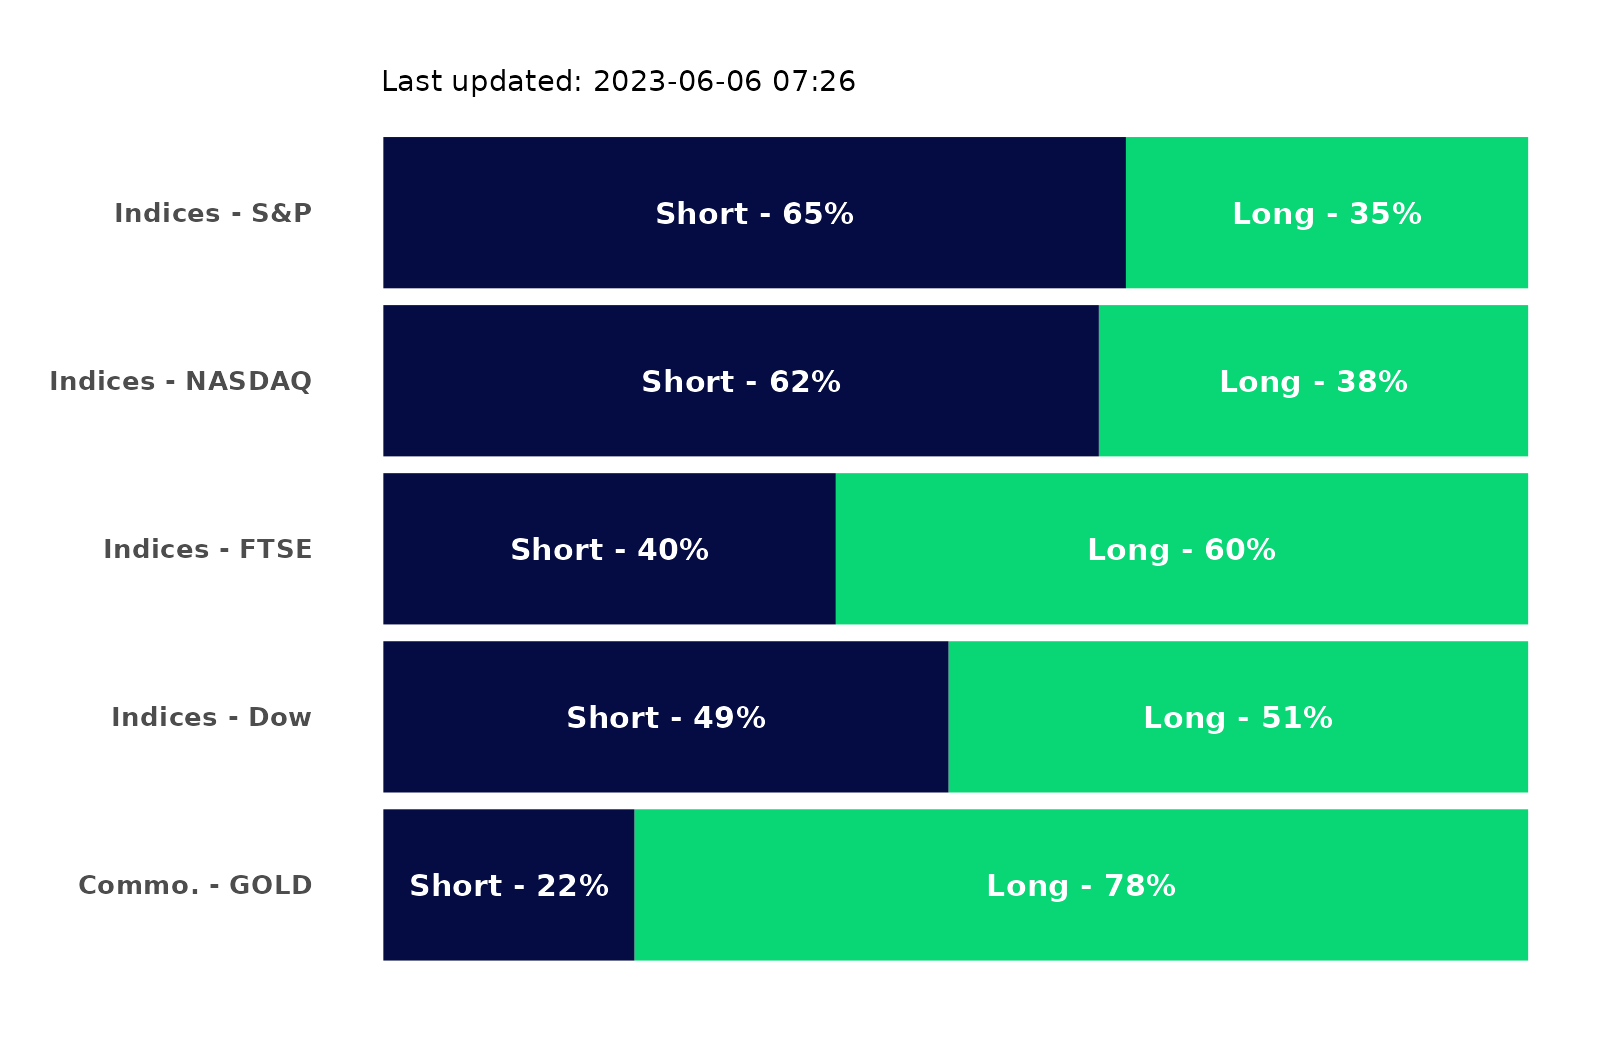 Last updated: 2023-06-06 07:26
Indices - S&P Short - 65% Long - 35%
Indices - NASDAQ Short - 62% Long - 38%
Indices - FTSE Short - 40% Long - 60%
Indices - Dow Short - 49% Long - 51%
Commo. - GOLD Short - 22% Long - 78%